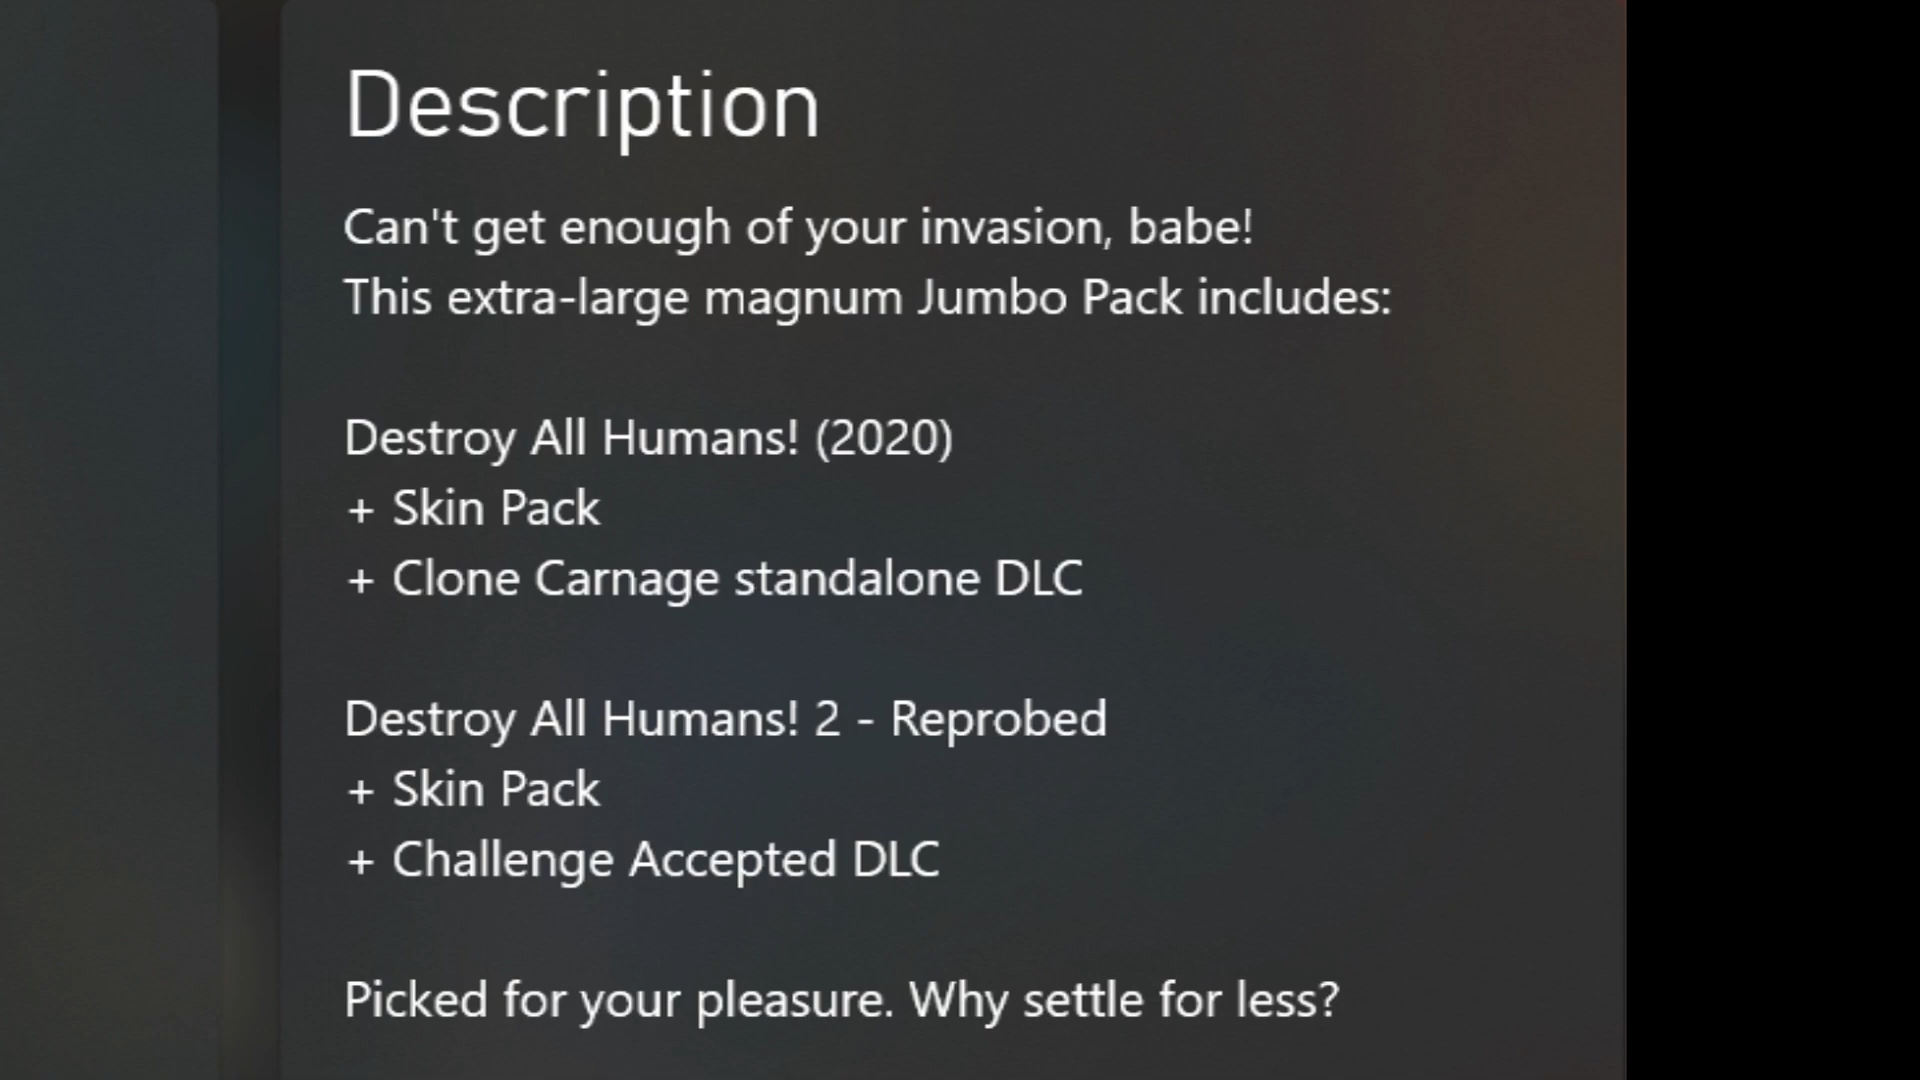 Description
Can't get enough of your invasion, babe!
This extra-large magnum Jumbo Pack includes:
Destroy All Humans! (2020)
+ Skin Pack
+ Clone Carnage standalone DLC
Destroy All Humans! 2 - Reprobed
+ Skin Pack
+ Challenge Accepted DLC
Picked for your pleasure. Why settle for less?